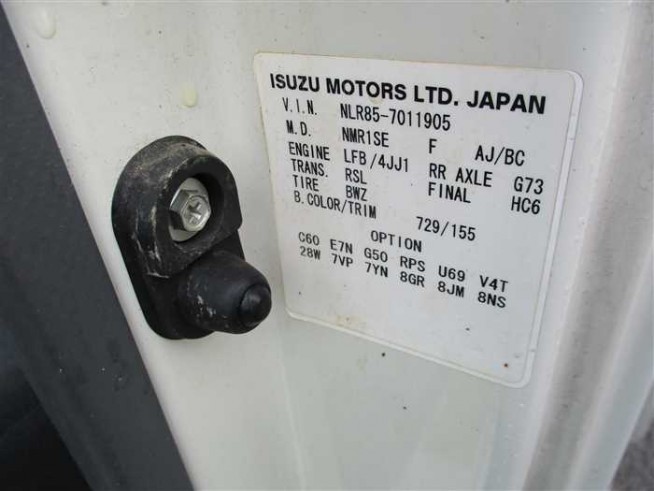 ISUZU MOTORS LTD. JAPAN
V.I.N. NLR85-7011905
M.D. NMR1SE F AJ/BC
ENGINE LFB/4JJ1 RR AXLE G73
TRANS. RSL FINAL HC6
TIRE BWZ
B.COLOR/TRIM 729/155
OPTION
C60 E7N G50 RPS U69 V4T
28W 7VP 7YN 8GR 8JM 8NS